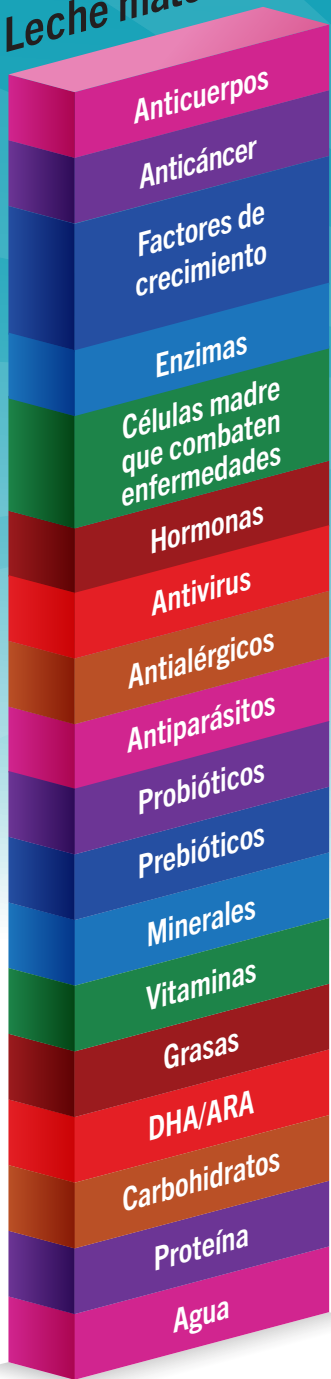 Leche
Anticuerpos
Anticáncer
Factores de
crecimiento
Enzimas
Células madre
que combaten
enfermedades
Hormonas
Antivirus
Antialérgicos
Antiparásitos
Probióticos
Prebióticos
Minerales
Vitaminas
Grasas
DHA/ARA
Carbohidratos
Proteína
Agua